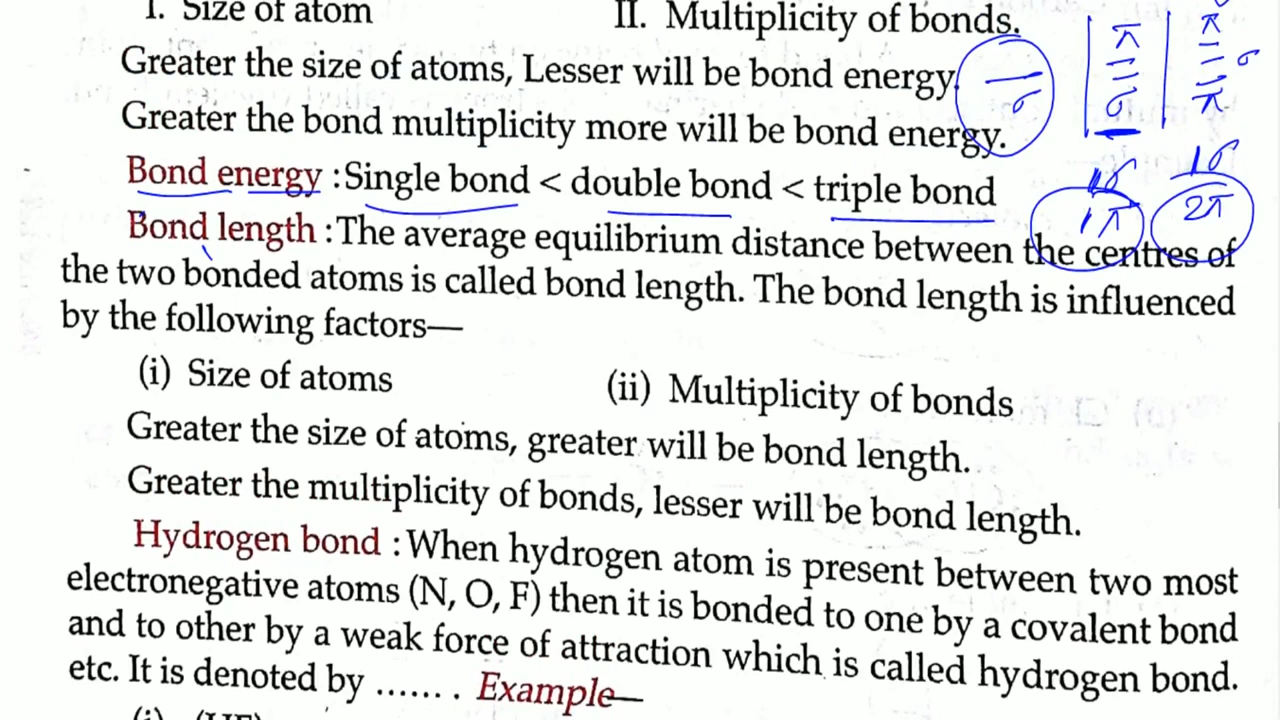 I. Size of atom II. Multiplicity of bonds.
Greater the size of atoms, Lesser will be bond energy.
Greater the bond multiplicity more will be bond energy.
Bond energy : Single bond < double bond < triple bond
Bond length : The average equilibrium distance between the centres of
the two bonded atoms is called bond length. The bond length is influenced
by the following factors—
(i) Size of atoms (ii) Multiplicity of bonds
Greater the size of atoms, greater will be bond length.
Greater the multiplicity of bonds, lesser will be bond length.
Hydrogen bond : When hydrogen atom is present between two most
electronegative atoms (N, O, F) then it is bonded to one by a covalent bond
and to other by a weak force of attraction which is called hydrogen bond.
etc. It is denoted by ....... . Example—
(i) (HF)
σ
π σ
π π σ
1σ
1π 2π